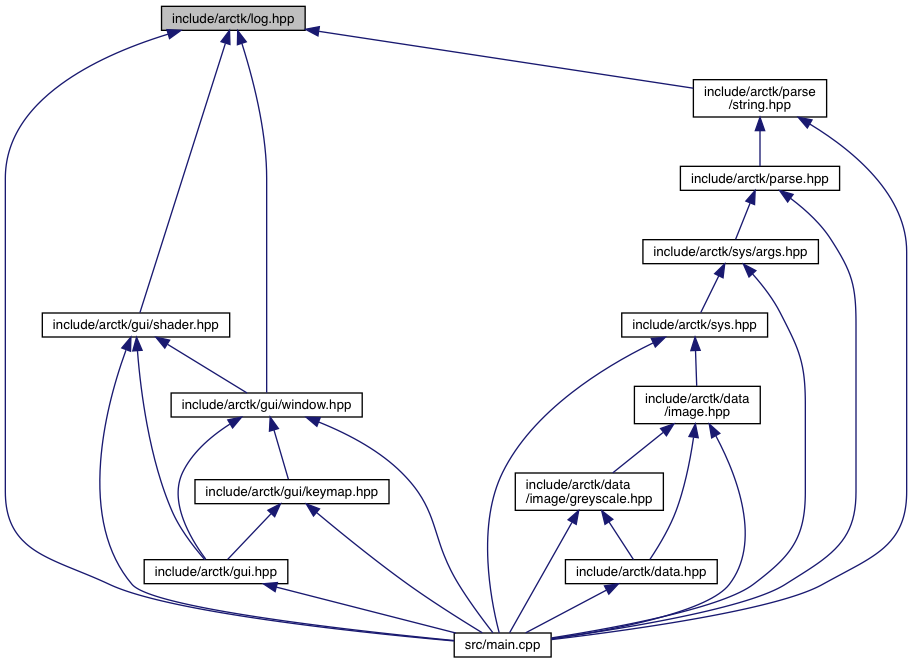 include/arctk/log.hpp
include/arctk/parse
/string.hpp
include/arctk/parse.hpp
include/arctk/sys/args.hpp
include/arctk/gui/shader.hpp
include/arctk/sys.hpp
include/arctk/gui/window.hpp
include/arctk/data
/image.hpp
include/arctk/gui/keymap.hpp
include/arctk/data
/image/greyscale.hpp
include/arctk/gui.hpp
include/arctk/data.hpp
src/main.cpp